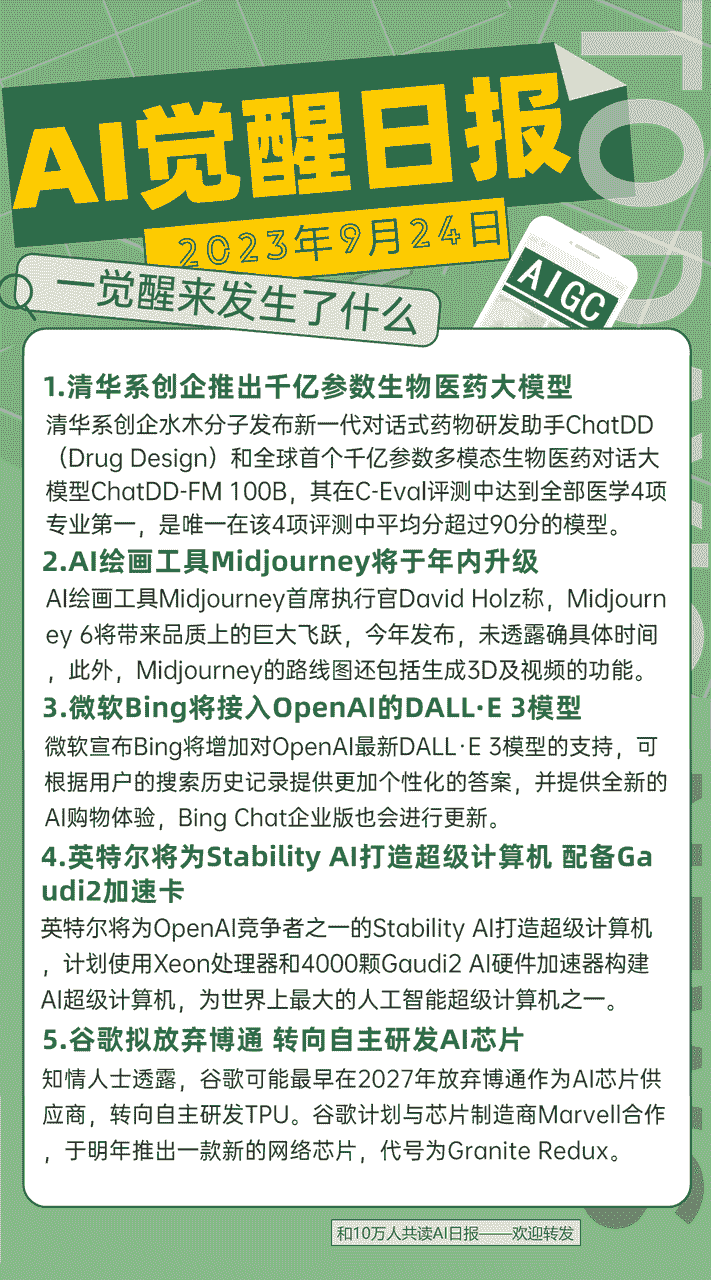 AI觉醒日报
2023年9月24日
一觉醒来发生了什么
AIGC
1.清华系创企推出千亿参数生物医药大模型
清华系创企水木分子发布新一代对话式药物研发助手ChatDD
（Drug Design）和全球首个千亿参数多模态生物医药对话大
模型ChatDD-FM 100B，其在C-Eval评测中达到全部医学4项
专业第一，是唯一在该4项评测中平均分超过90分的模型。
2.AI绘画工具Midjourney将于年内升级
AI绘画工具Midjourney首席执行官David Holz称，Midjourn
ey 6将带来品质上的巨大飞跃，今年发布，未透露确具体时间
，此外，Midjourney的路线图还包括生成3D及视频的功能。
3.微软Bing将接入OpenAI的DALL·E 3模型
微软宣布Bing将增加对OpenAI最新DALL·E 3模型的支持，可
根据用户的搜索历史记录提供更加个性化的答案，并提供全新的
AI购物体验，Bing Chat企业版也会进行更新。
4.英特尔将为Stability AI打造超级计算机 配备Ga
udi2加速卡
英特尔将为OpenAI竞争者之一的Stability AI打造超级计算机
，计划使用Xeon处理器和4000颗Gaudi2 AI硬件加速器构建
AI超级计算机，为世界上最大的人工智能超级计算机之一。
5.谷歌拟放弃博通 转向自主研发AI芯片
知情人士透露，谷歌可能最早在2027年放弃博通作为AI芯片供
应商，转向自主研发TPU。谷歌计划与芯片制造商Marvell合作
，于明年推出一款新的网络芯片，代号为Granite Redux。
和10万人共读AI日报——欢迎转发